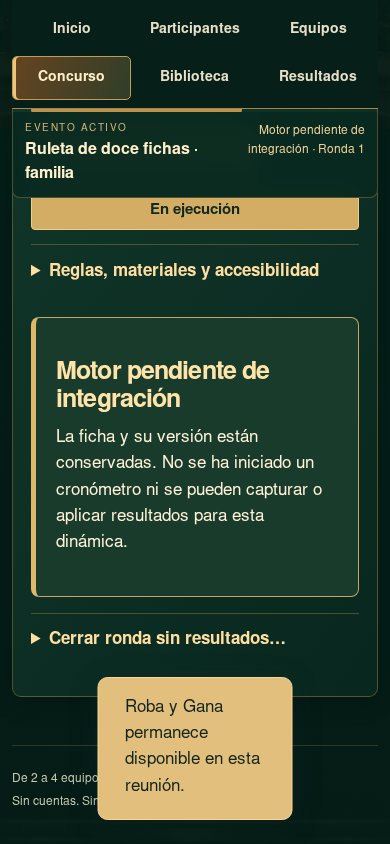 Inicio
Participantes
Equipos
Concurso
Biblioteca
Resultados
EVENTO ACTIVO
Ruleta de doce fichas ·
familia
Motor pendiente de
integración · Ronda 1
En ejecución
▶ Reglas, materiales y accesibilidad
Motor pendiente de
integración
La ficha y su versión están
conservadas. No se ha iniciado un
cronómetro ni se pueden capturar o
aplicar resultados para esta
dinámica.
▶ Cerrar ronda sin resultados…
Roba y Gana
permanece
disponible en esta
reunión.
De 2 a 4 equipo
Sin cuentas. Sin